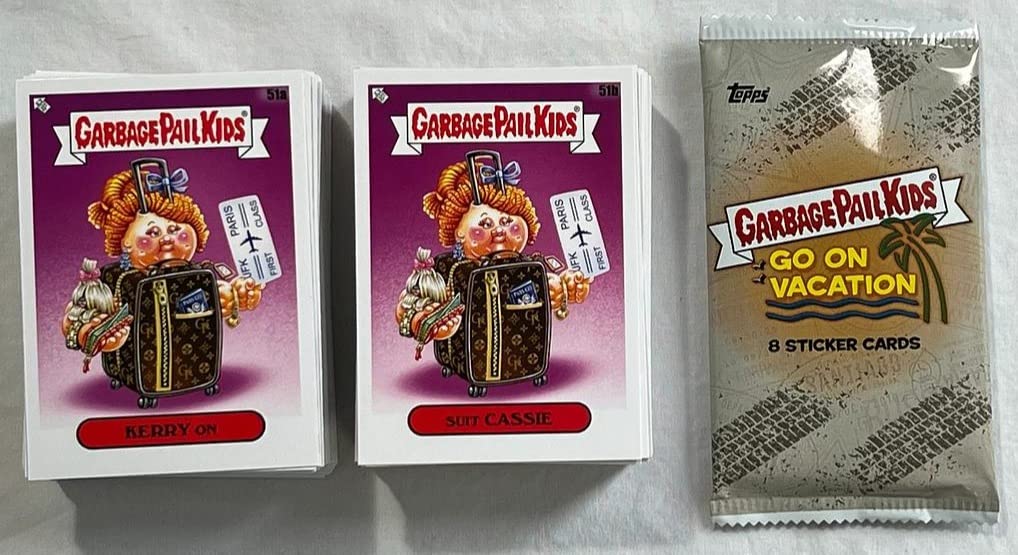 51a
GARBAGE PAIL KIDS®
JFK PARIS
FIRST CLASS
KERRY ON
51b
GARBAGE PAIL KIDS®
JFK PARIS
FIRST CLASS
SUIT CASSIE
Topps
GARBAGE PAIL KIDS®
GO ON
VACATION
8 STICKER CARDS